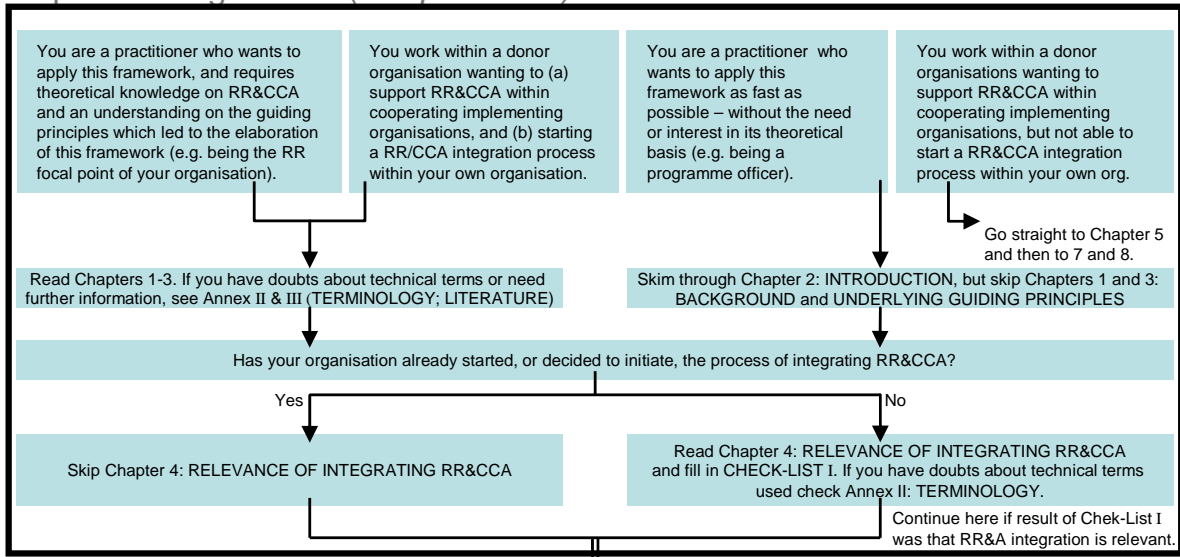 You are a practitioner who wants to
apply this framework, and requires
theoretical knowledge on RR&CCA
and an understanding on the guiding
principles which led to the elaboration
of this framework (e.g. being the RR
focal point of your organisation).
You work within a donor
organisation wanting to (a)
support RR&CCA within
cooperating implementing
organisations, and (b) starting
a RR/CCA integration process
within your own organisation.
You are a practitioner who
wants to apply this
framework as fast as
possible – without the need
or interest in its theoretical
basis (e.g. being a
programme officer).
You work within a donor
organisations wanting to
support RR&CCA within
cooperating implementing
organisations, but not able to
start a RR&CCA integration
process within your own org.
Go straight to Chapter 5
and then to 7 and 8.
Read Chapters 1-3. If you have doubts about technical terms or need
further information, see Annex II & III (TERMINOLOGY; LITERATURE)
Skim through Chapter 2: INTRODUCTION, but skip Chapters 1 and 3:
BACKGROUND and UNDERLYING GUIDING PRINCIPLES
Has your organisation already started, or decided to initiate, the process of integrating RR&CCA?
Yes
No
Skip Chapter 4: RELEVANCE OF INTEGRATING RR&CCA
Read Chapter 4: RELEVANCE OF INTEGRATING RR&CCA
and fill in CHECK-LIST I. If you have doubts about technical terms
used check Annex II: TERMINOLOGY.
Continue here if result of Chek-List I
was that RR&A integration is relevant.